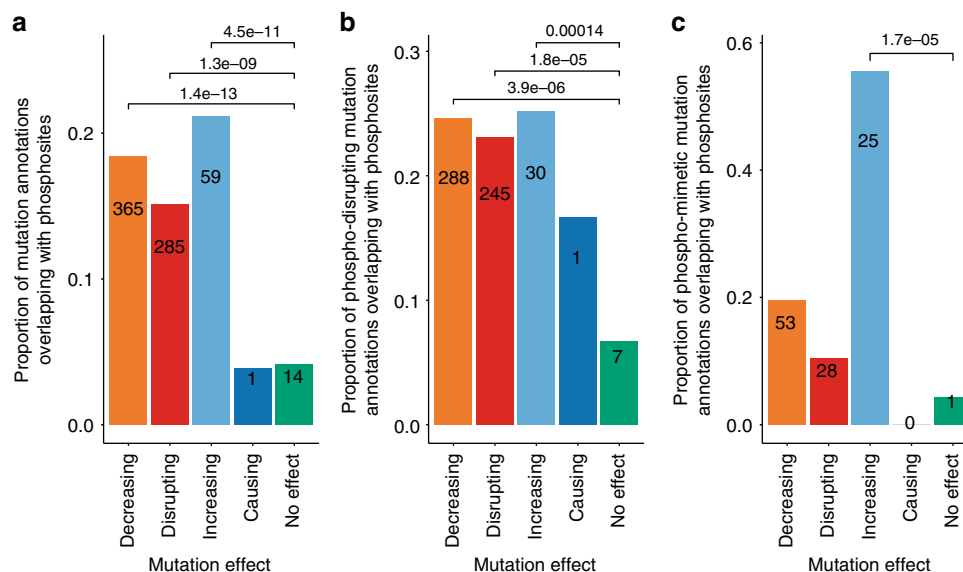 a
Proportion of mutation annotations
overlapping with phosphosites
0.2
0.1
0.0
4.5e–11
1.3e–09
1.4e–13
365
285
59
1
14
Decreasing
Disrupting
Increasing
Causing
No effect
Mutation effect
b
Proportion of phospho-disrupting mutation
annotations overlapping with phosphosites
0.3
0.2
0.1
0.0
0.00014
1.8e–05
3.9e–06
288
245
30
1
7
Decreasing
Disrupting
Increasing
Causing
No effect
Mutation effect
c
Proportion of phospho-mimetic mutation
annotations overlapping with phosphosites
0.6
0.4
0.2
0.0
1.7e–05
53
28
25
0
1
Decreasing
Disrupting
Increasing
Causing
No effect
Mutation effect